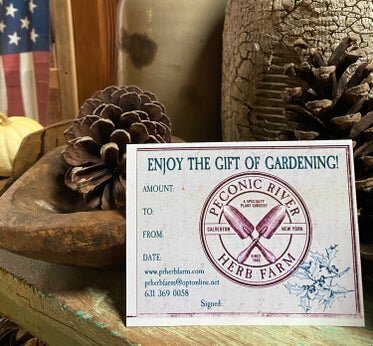 ENJOY THE GIFT OF GARDENING!
AMOUNT:
TO:
FROM:
DATE:
PECONIC RIVER
A SPECIALTY
PLANT NURSERY
CALVERTON
NEW YORK
SINCE
HERB FARM
www.prherbfarm.com
prherbfarm@optonline.net
631 369 0058
Signed: